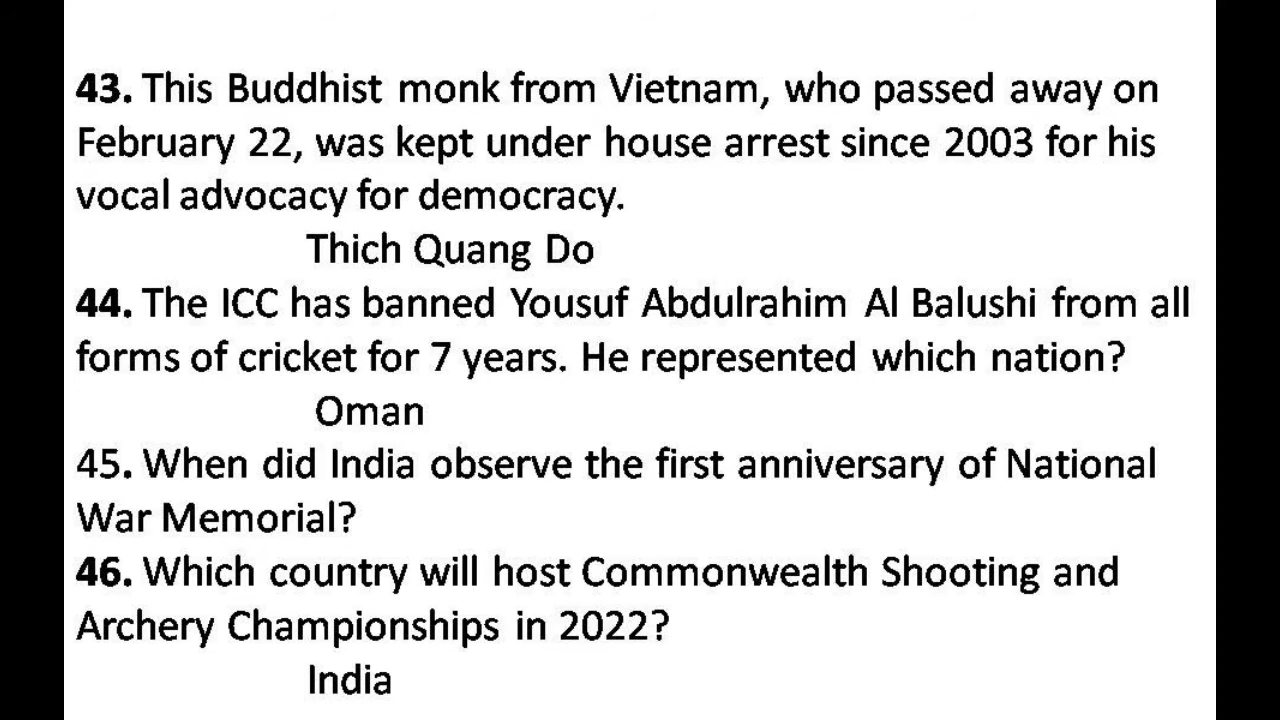 43. This Buddhist monk from Vietnam, who passed away on
February 22, was kept under house arrest since 2003 for his
vocal advocacy for democracy.
Thich Quang Do
44. The ICC has banned Yousuf Abdulrahim Al Balushi from all
forms of cricket for 7 years. He represented which nation?
Oman
45. When did India observe the first anniversary of National
War Memorial?
46. Which country will host Commonwealth Shooting and
Archery Championships in 2022?
India